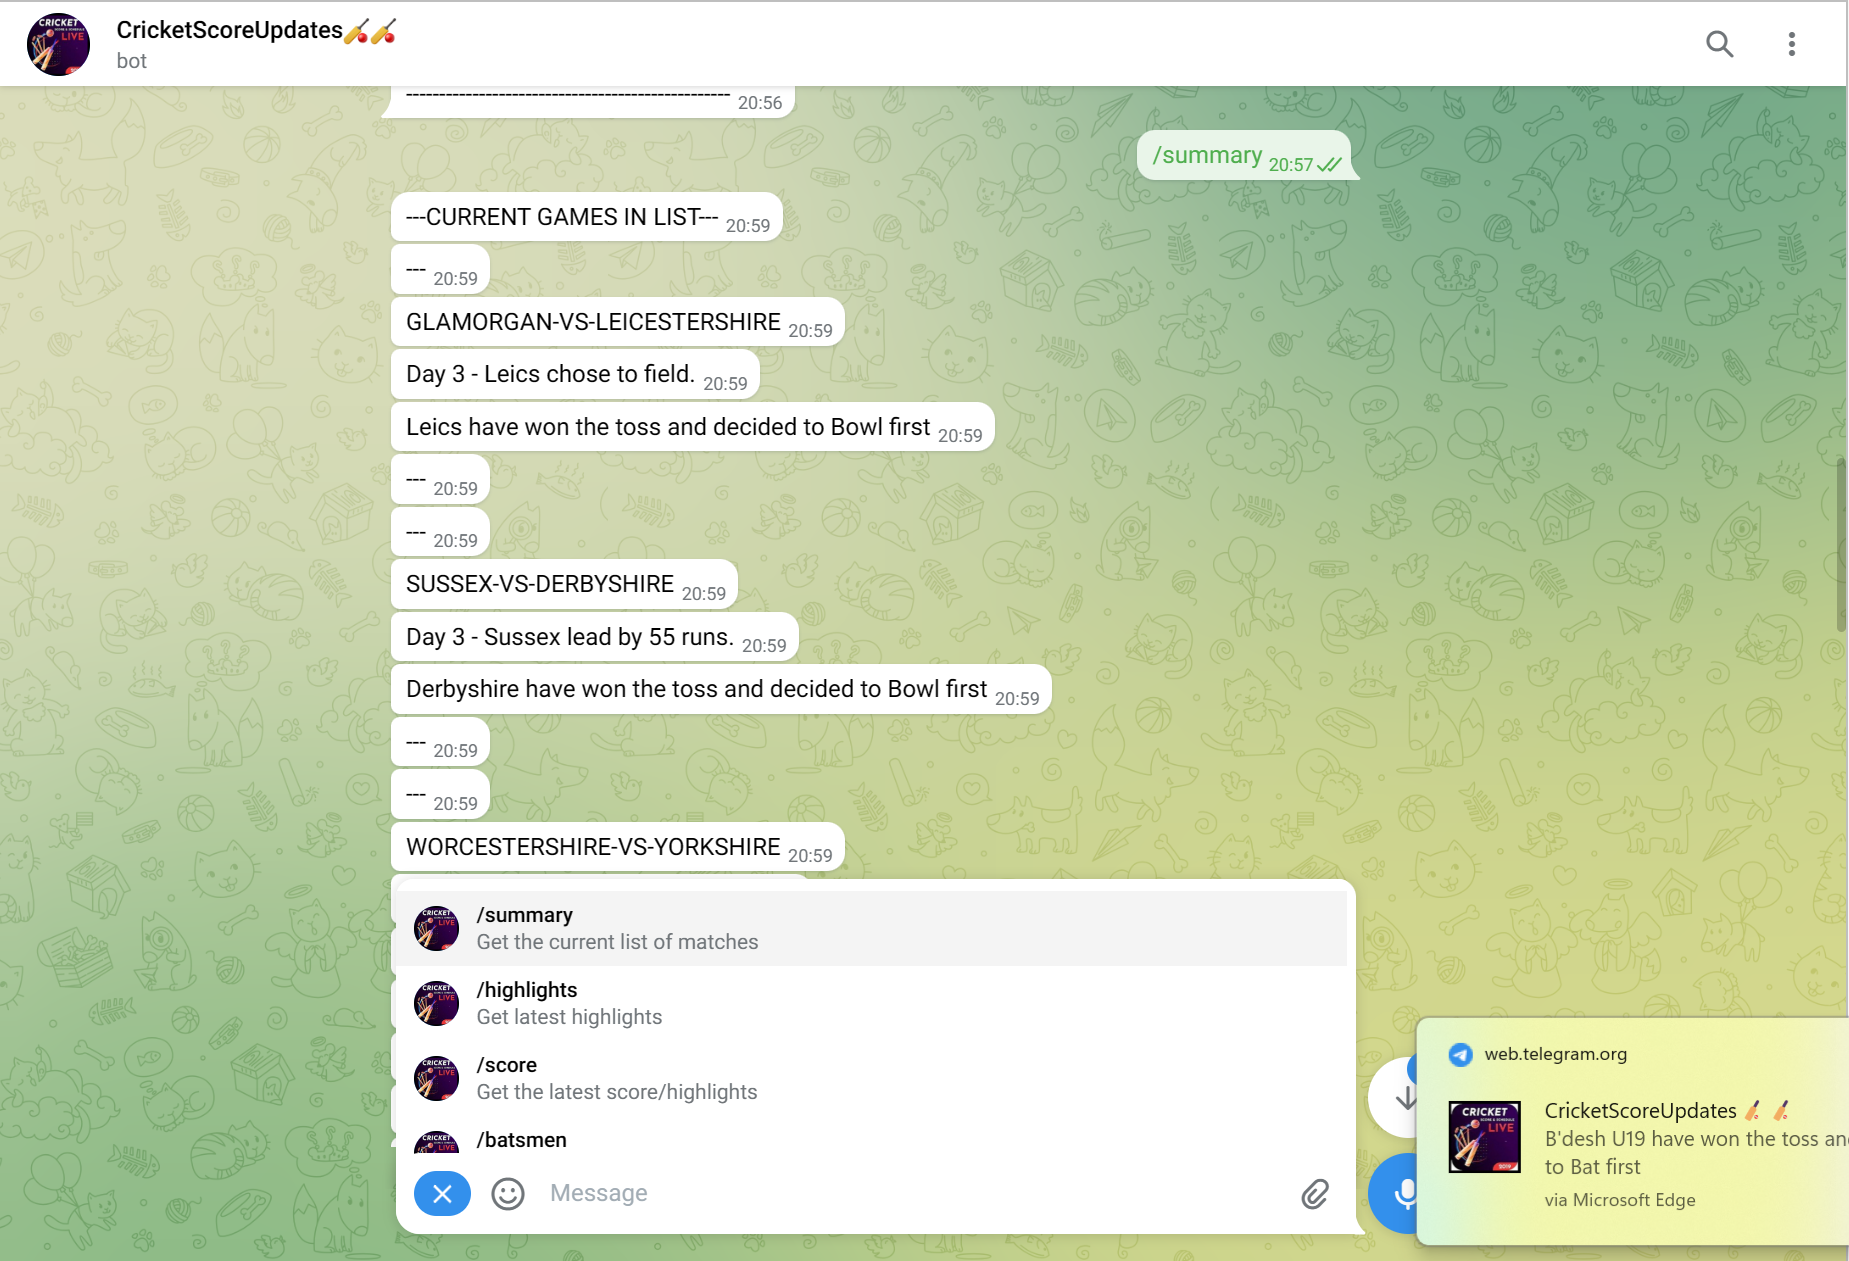 CricketScoreUpdates🏏🏏
bot
------------------------------------------------- 20:56
/summary 20:57
---CURRENT GAMES IN LIST--- 20:59
--- 20:59
GLAMORGAN-VS-LEICESTERSHIRE 20:59
Day 3 - Leics chose to field. 20:59
Leics have won the toss and decided to Bowl first 20:59
--- 20:59
--- 20:59
SUSSEX-VS-DERBYSHIRE 20:59
Day 3 - Sussex lead by 55 runs. 20:59
Derbyshire have won the toss and decided to Bowl first 20:59
--- 20:59
--- 20:59
WORCESTERSHIRE-VS-YORKSHIRE 20:59
/summary
Get the current list of matches
/highlights
Get latest highlights
/score
Get the latest score/highlights
/batsmen
Message
web.telegram.org
CRICKET
LIVE
CricketScoreUpdates 🏏 🏏
B'desh U19 have won the toss an
to Bat first
via Microsoft Edge